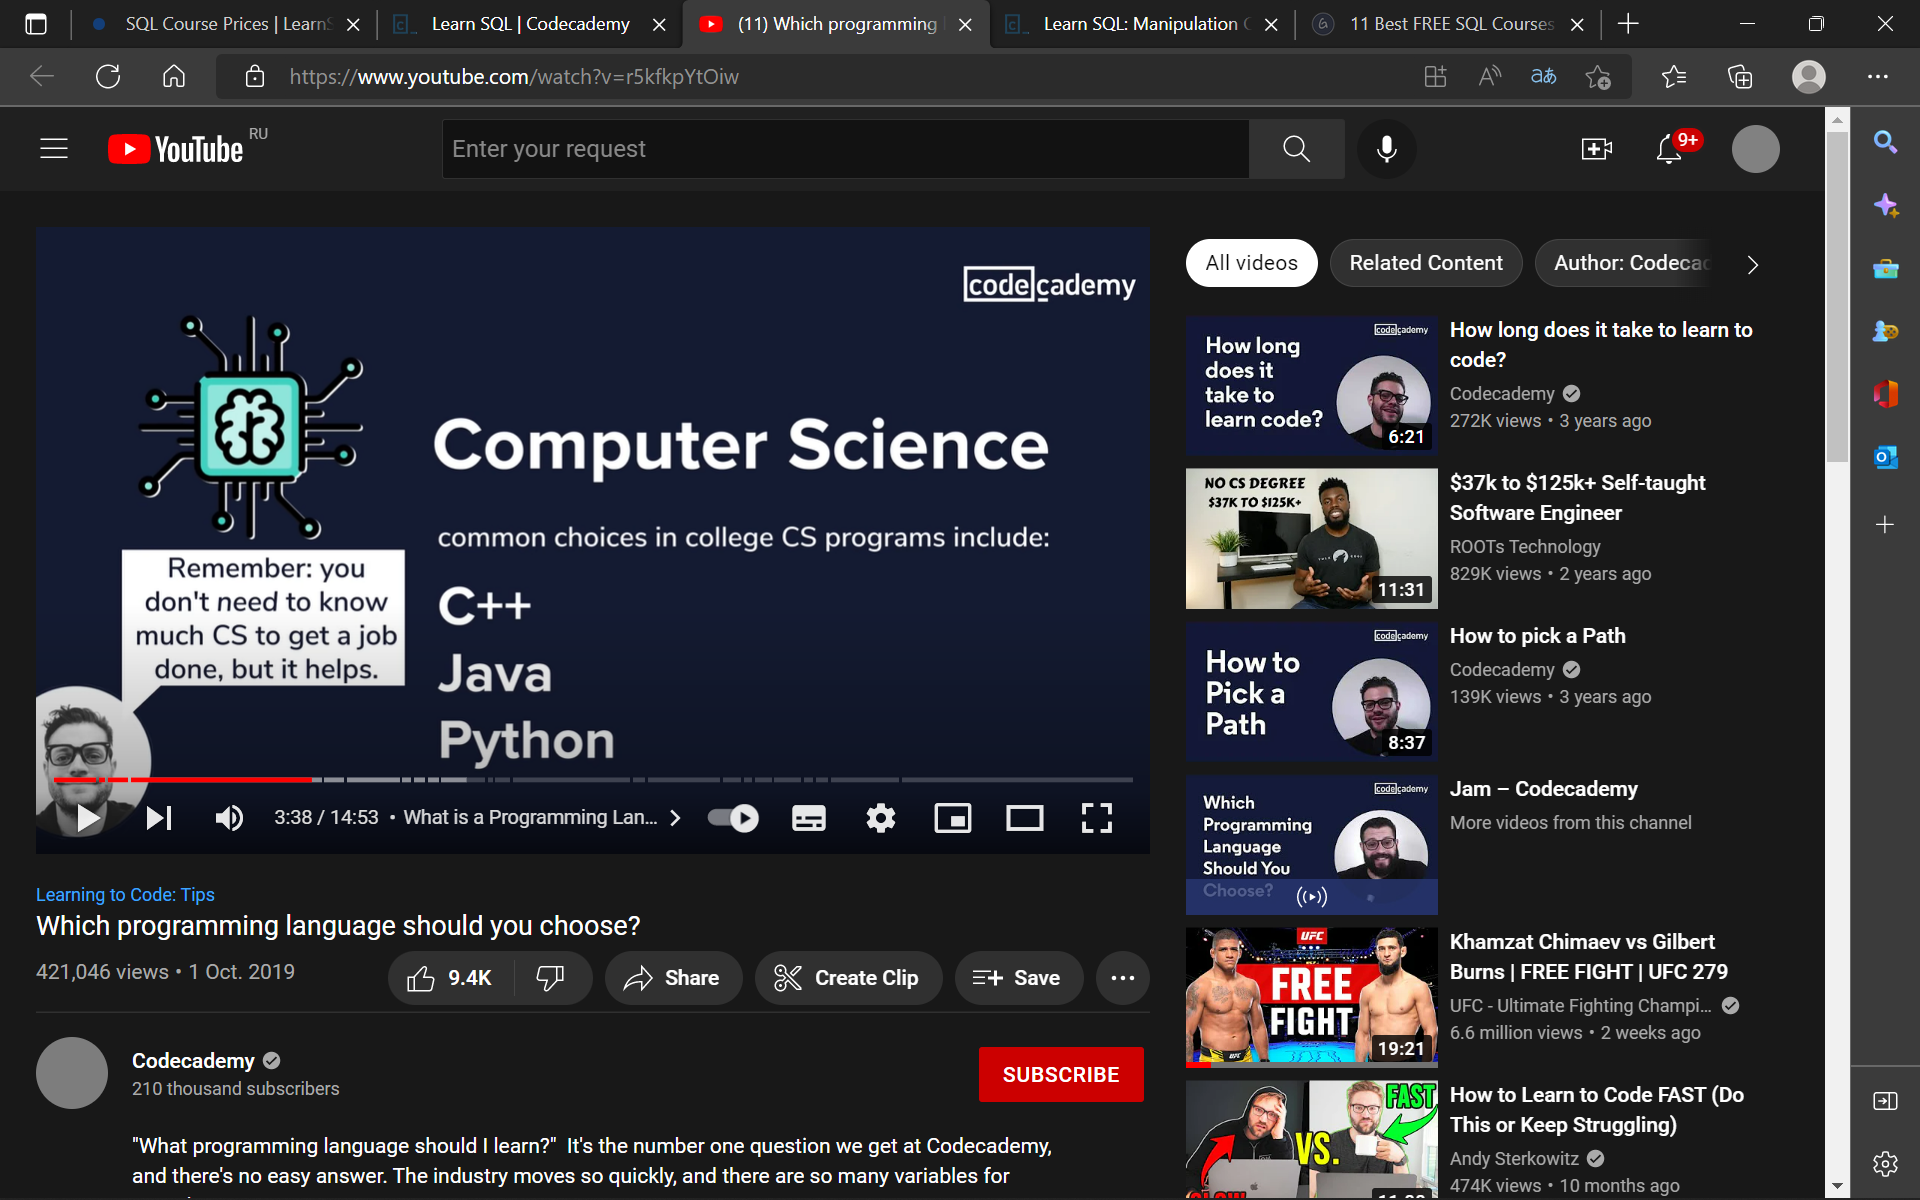 SQL Course Prices | LearnS
Learn SQL | Codecademy
(11) Which programming
Learn SQL: Manipulation
11 Best FREE SQL Courses
https://www.youtube.com/watch?v=r5kfkpYtOiw
YouTube RU
Enter your request
9+
codecademy
Computer Science
common choices in college CS programs include:
C++
Java
Python
Remember: you
don't need to know
much CS to get a job
done, but it helps.
3:38 / 14:53 • What is a Programming Lan...
Learning to Code: Tips
Which programming language should you choose?
421,046 views • 1 Oct. 2019
9.4K
Share
Create Clip
Save
Codecademy
210 thousand subscribers
SUBSCRIBE
"What programming language should I learn?" It's the number one question we get at Codecademy,
and there's no easy answer. The industry moves so quickly, and there are so many variables for
All videos
Related Content
Author: Codecac
codecademy
How long
does it
take to
learn code?
6:21
How long does it take to learn to
code?
Codecademy
272K views • 3 years ago
NO CS DEGREE
$37K TO $125K+
11:31
$37k to $125k+ Self-taught
Software Engineer
ROOTs Technology
829K views • 2 years ago
codecademy
How to
Pick a
Path
8:37
How to pick a Path
Codecademy
139K views • 3 years ago
codecademy
Which
Programming
Language
Should You
Choose?
Jam – Codecademy
More videos from this channel
UFC
FREE
FIGHT
19:21
Khamzat Chimaev vs Gilbert
Burns | FREE FIGHT | UFC 279
UFC - Ultimate Fighting Champi...
6.6 million views • 2 weeks ago
FAST
VS.
SLOW
How to Learn to Code FAST (Do
This or Keep Struggling)
Andy Sterkowitz
474K views • 10 months ago